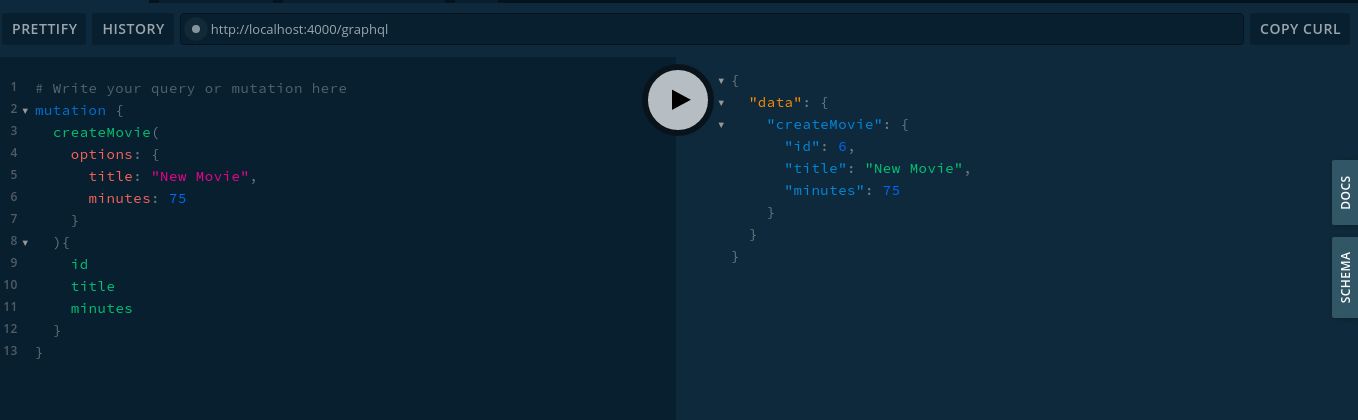 PRETTIFY HISTORY http://localhost:4000/graphql COPY CURL
1 # Write your query or mutation here
2 mutation {
3 createMovie(
4 options: {
5 title: "New Movie",
6 minutes: 75
7 }
8 ){
9 id
10 title
11 minutes
12 }
13 }
{
"data": {
"createMovie": {
"id": 6,
"title": "New Movie",
"minutes": 75
}
}
}
DOCS
SCHEMA